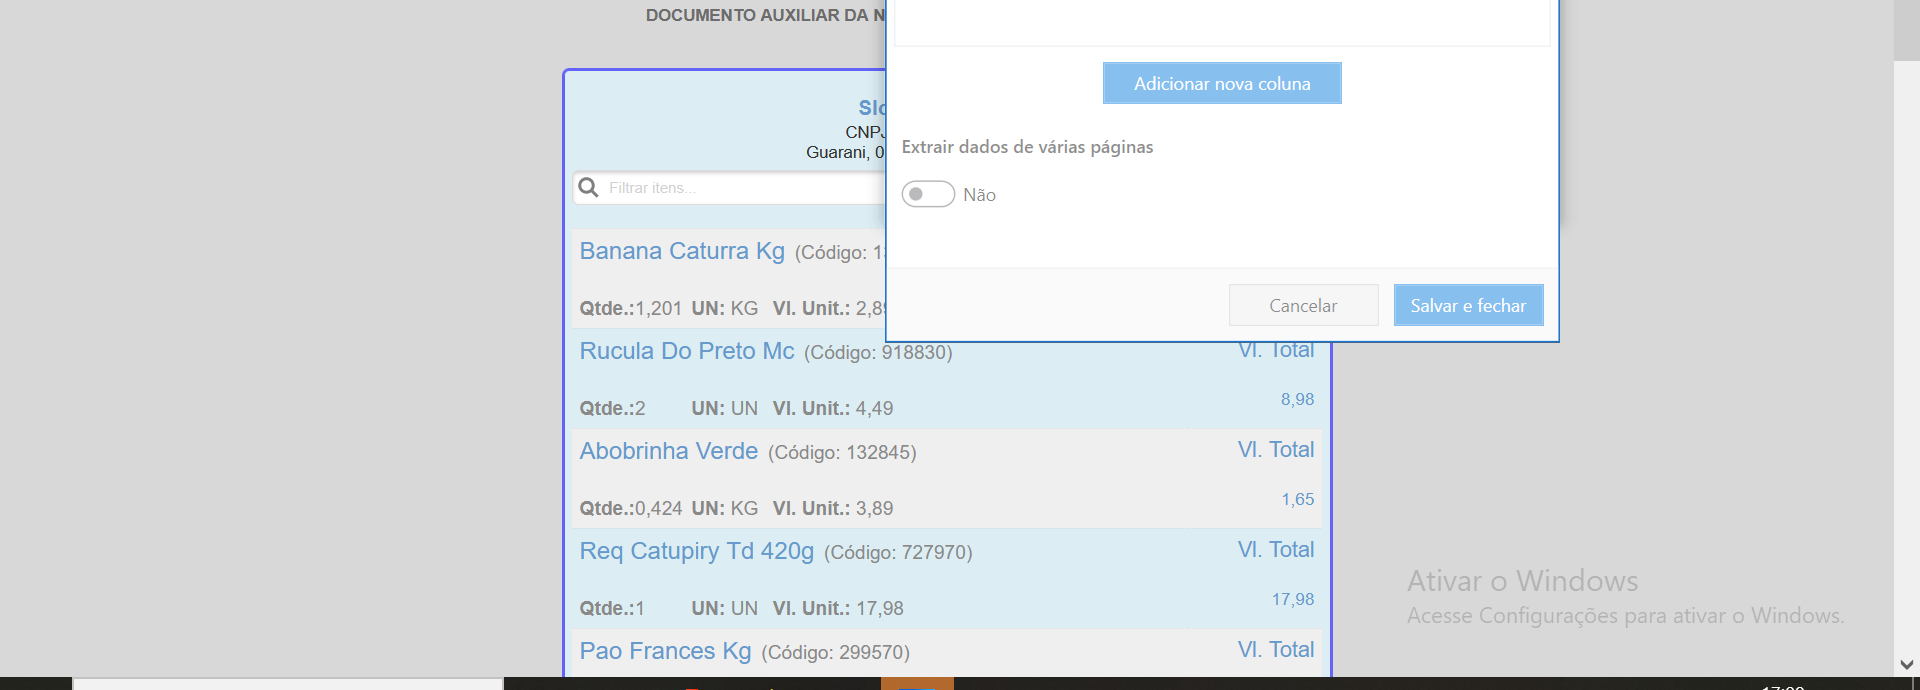 DOCUMENTO AUXILIAR DA N
Slo
CNPJ
Guarani, 0
Filtrar itens...
Banana Caturra Kg (Código: 13
Qtde.:1,201 UN: KG Vl. Unit.: 2,89
Rucula Do Preto Mc (Código: 918830) Vl. Total
8,98
Qtde.:2 UN: UN Vl. Unit.: 4,49
Abobrinha Verde (Código: 132845) Vl. Total
1,65
Qtde.:0,424 UN: KG Vl. Unit.: 3,89
Req Catupiry Td 420g (Código: 727970) Vl. Total
17,98
Qtde.:1 UN: UN Vl. Unit.: 17,98
Pao Frances Kg (Código: 299570) Vl. Total
Adicionar nova coluna
Extrair dados de várias páginas
Não
Cancelar
Salvar e fechar
Ativar o Windows
Acesse Configurações para ativar o Windows.